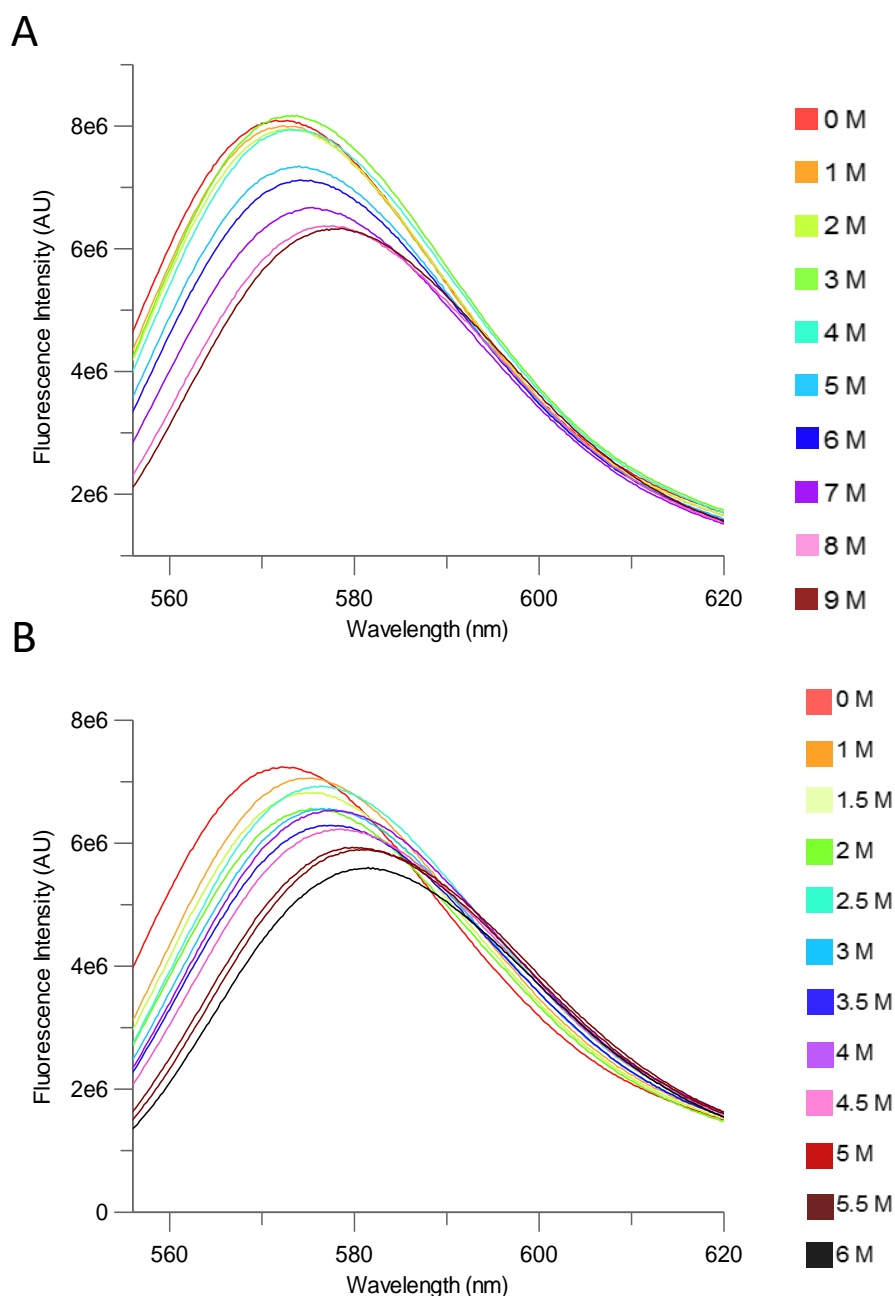 A
Fluorescence Intensity (AU)
8e6
6e6
4e6
2e6
560
580
600
620
Wavelength (nm)
0 M
1 M
2 M
3 M
4 M
5 M
6 M
7 M
8 M
9 M
B
Fluorescence Intensity (AU)
8e6
6e6
4e6
2e6
0
560
580
600
620
Wavelength (nm)
0 M
1 M
1.5 M
2 M
2.5 M
3 M
3.5 M
4 M
4.5 M
5 M
5.5 M
6 M